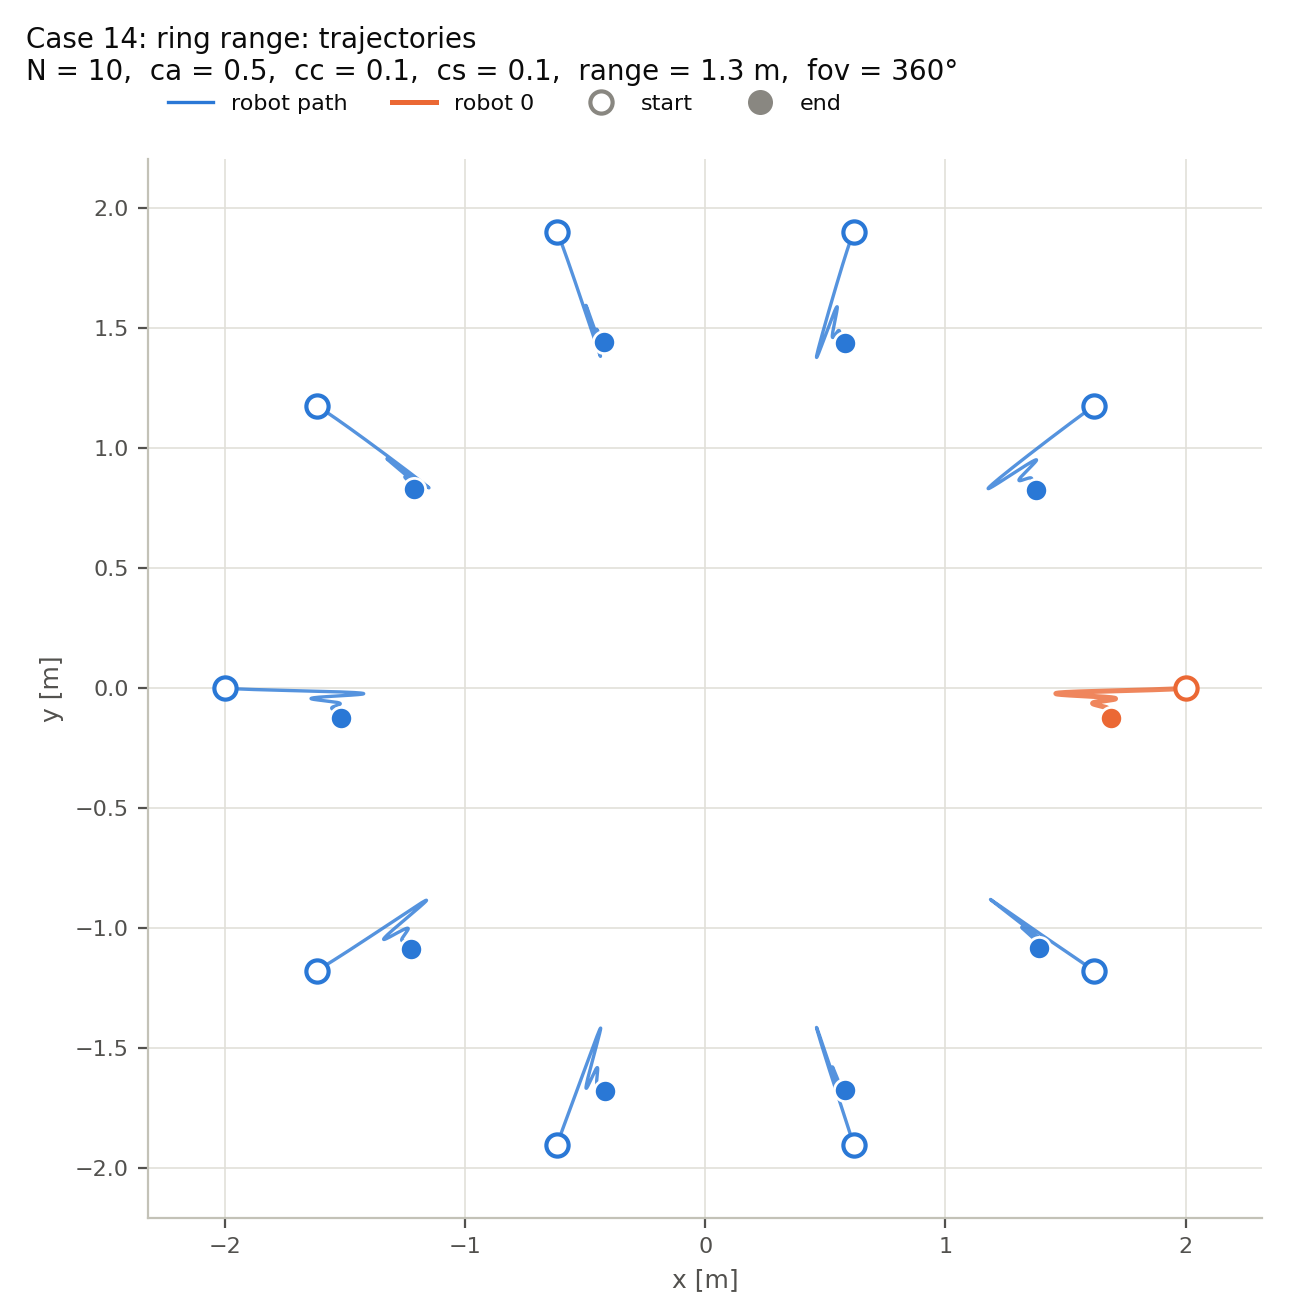 Case 14: ring range: trajectories
N = 10,  ca = 0.5,  cc = 0.1,  cs = 0.1,  range = 1.3 m,  fov = 360°
robot path
robot 0
start
end
2.0
1.5
1.0
0.5
0.0
−0.5
−1.0
−1.5
−2.0
y [m]
−2
−1
0
1
2
x [m]